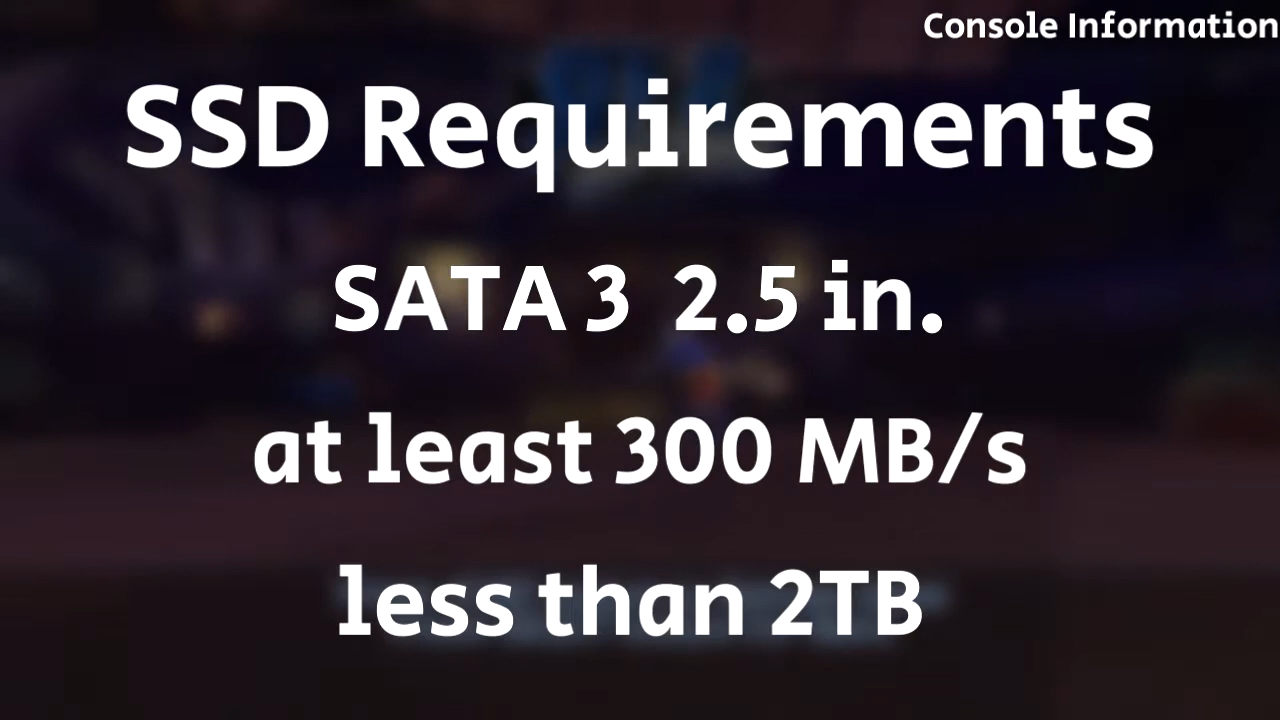 Console Information
SSD Requirements
SATA 3 2.5 in.
at least 300 MB/s
less than 2TB